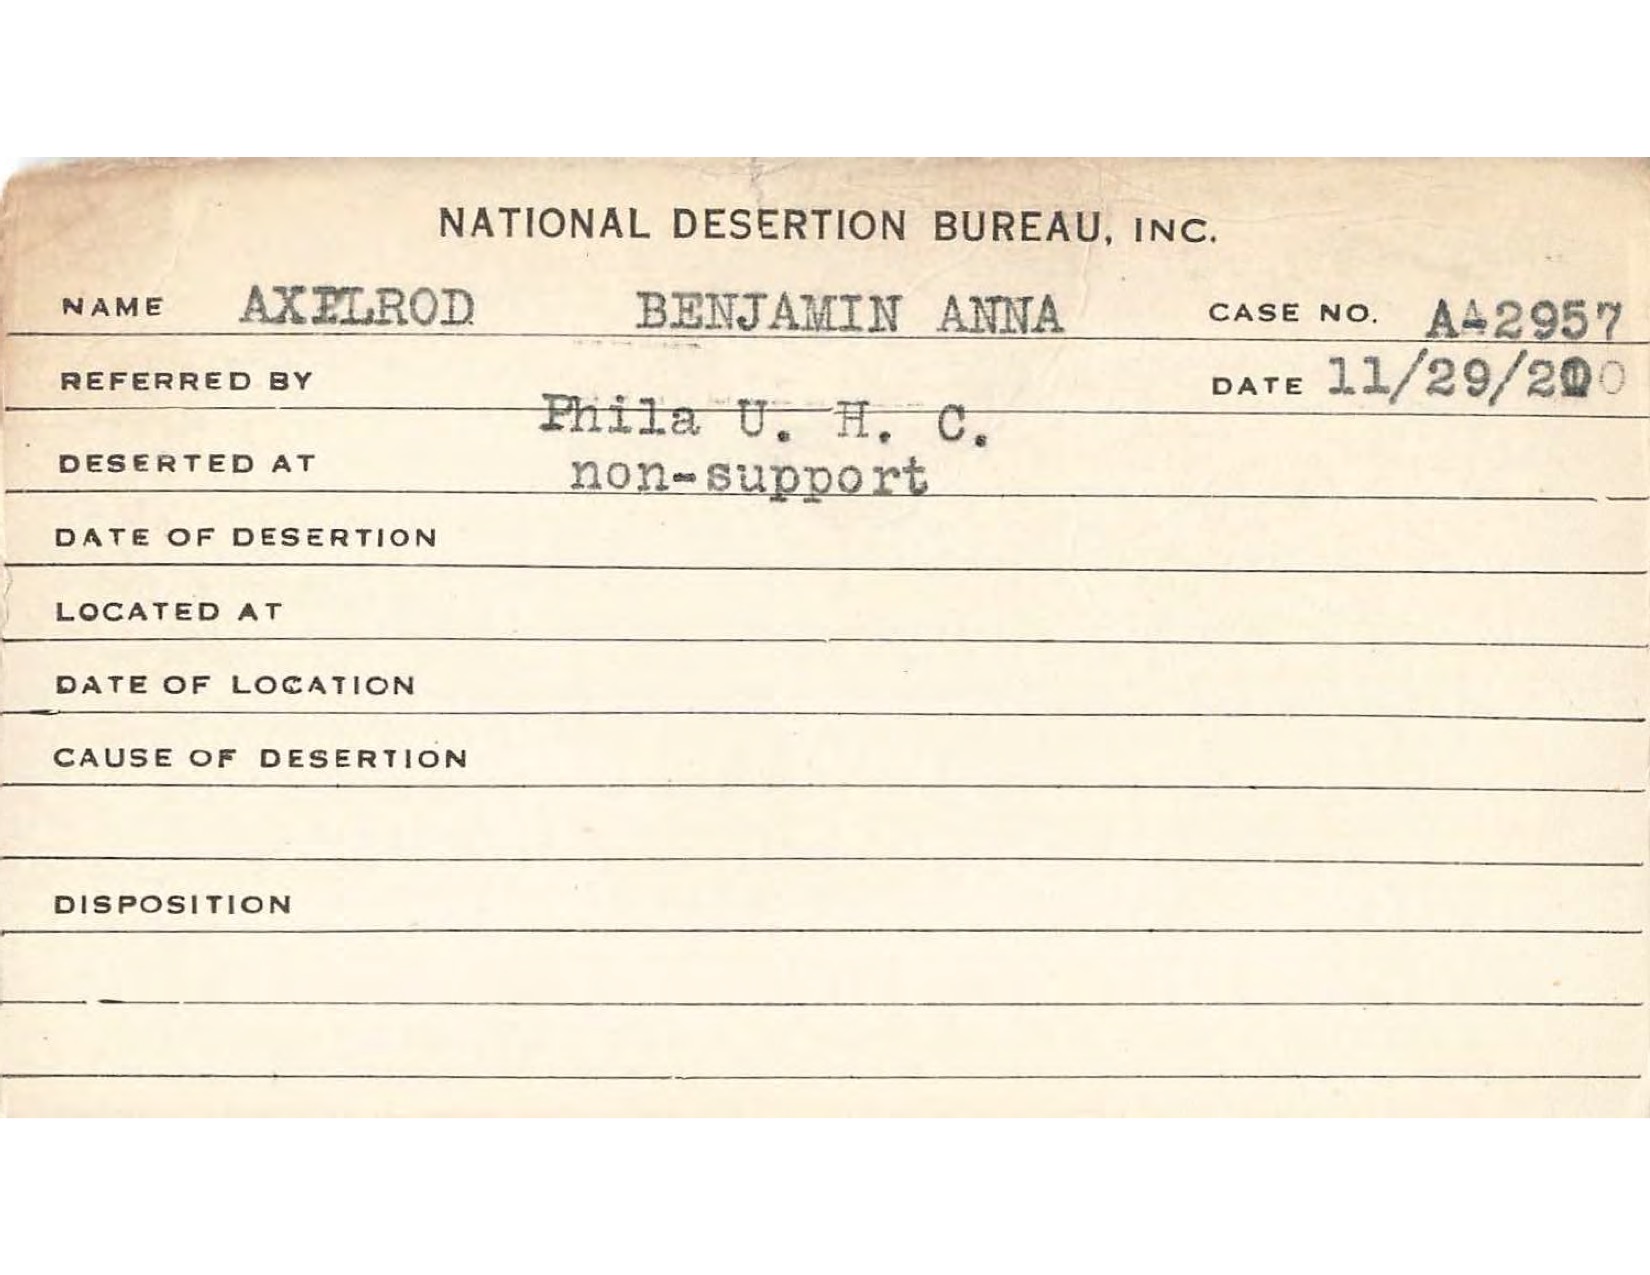 NATIONAL DESERTION BUREAU, INC.
NAME AXELROD BENJAMIN ANNA CASE NO. A-2957
REFERRED BY DATE 11/29/20
Phila U. H. C.
DESERTED AT non-support
DATE OF DESERTION
LOCATED AT
DATE OF LOCATION
CAUSE OF DESERTION
DISPOSITION